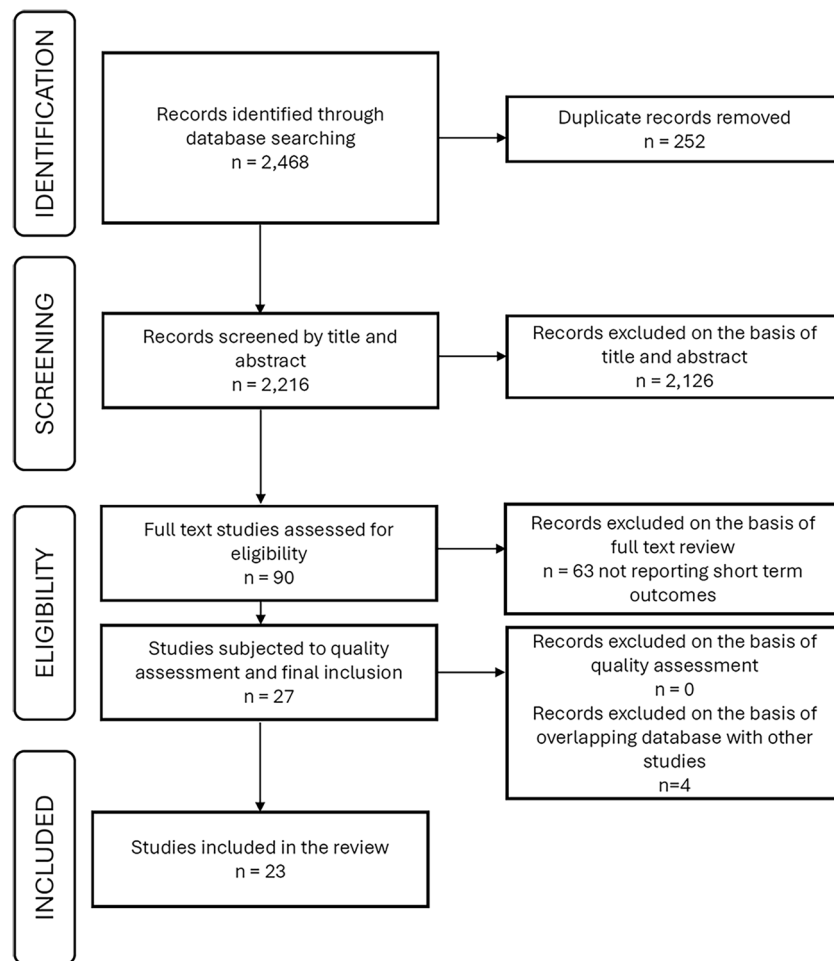 IDENTIFICATION
Records identified through
database searching
n = 2,468
Duplicate records removed
n = 252
SCREENING
Records screened by title and
abstract
n = 2,216
Records excluded on the basis of
title and abstract
n = 2,126
ELIGIBILITY
Full text studies assessed for
eligibility
n = 90
Records excluded on the basis of
full text review
n = 63 not reporting short term
outcomes
Studies subjected to quality
assessment and final inclusion
n = 27
Records excluded on the basis of
quality assessment
n = 0
Records excluded on the basis of
overlapping database with other
studies
n=4
INCLUDED
Studies included in the review
n = 23